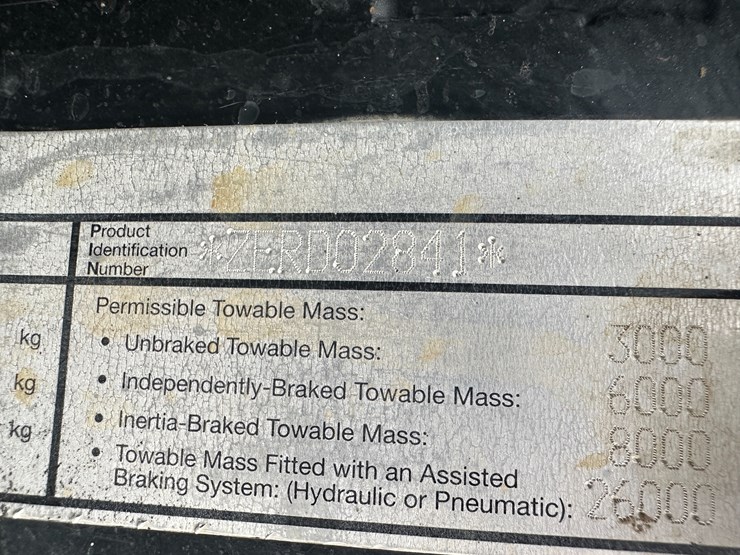 Product
Identification
Number
*ZERD02841*
Permissible Towable Mass:
kg • Unbraked Towable Mass: 3000
kg • Independently-Braked Towable Mass: 6000
kg • Inertia-Braked Towable Mass: 8000
• Towable Mass Fitted with an Assisted
Braking System: (Hydraulic or Pneumatic): 26000